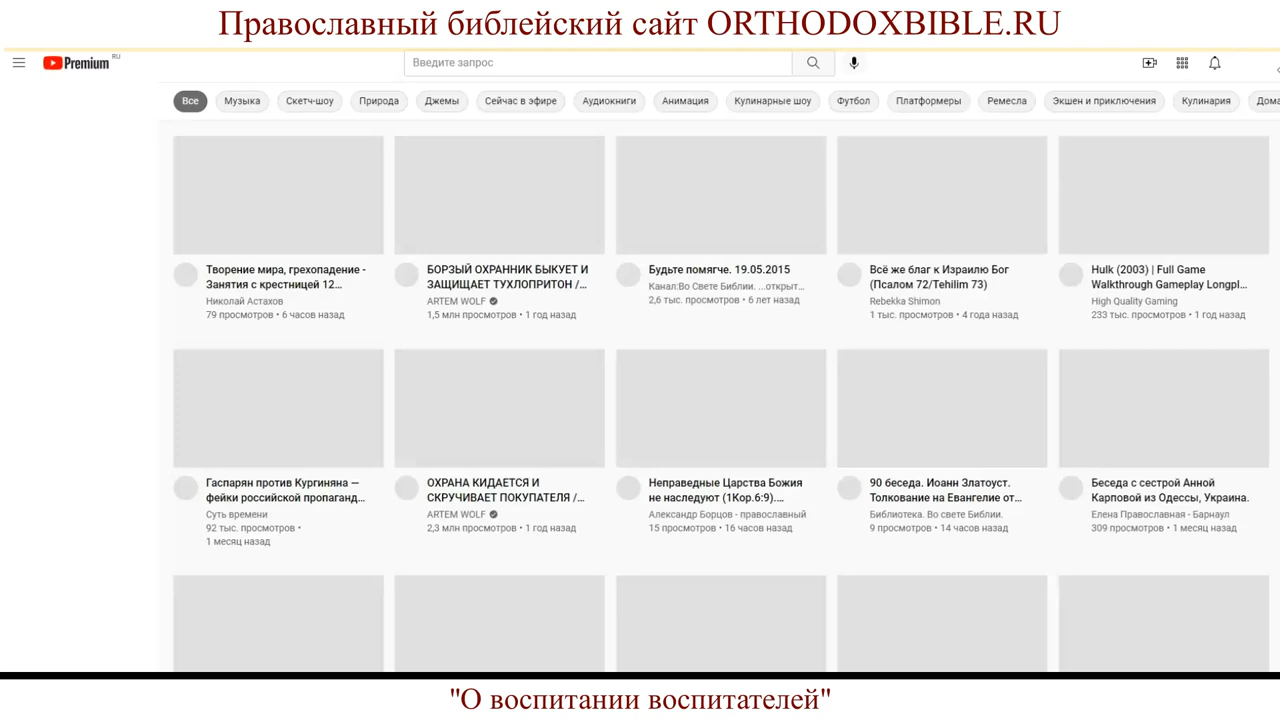 Православный библейский сайт ORTHODOXBIBLE.RU
Premium RU
Введите запрос
Все Музыка Скетч-шоу Природа Джемы Сейчас в эфире Аудиокниги Анимация Кулинарные шоу Футбол Платформеры Ремесла Экшен и приключения Кулинария Дома
Творение мира, грехопадение -
Занятия с крестницей 12...
Николай Астахов
79 просмотров • 6 часов назад
БОРЗЫЙ ОХРАННИК БЫКУЕТ И
ЗАЩИЩАЕТ ТУХЛОПРИТОН /...
ARTEM WOLF
1,5 млн просмотров • 1 год назад
Будьте помягче. 19.05.2015
Канал:Во Свете Библии. ...открыт...
2,6 тыс. просмотров • 6 лет назад
Всё же благ к Израилю Бог
(Псалом 72/Tehilim 73)
Rebekka Shimon
1 тыс. просмотров • 4 года назад
Hulk (2003) | Full Game
Walkthrough Gameplay Longpl...
High Quality Gaming
233 тыс. просмотров • 1 год назад
Гаспарян против Кургиняна —
фейки российской пропаганд...
Суть времени
92 тыс. просмотров •
1 месяц назад
ОХРАНА КИДАЕТСЯ И
СКРУЧИВАЕТ ПОКУПАТЕЛЯ /...
ARTEM WOLF
2,3 млн просмотров • 1 год назад
Неправедные Царства Божия
не наследуют (1Кор.6:9)....
Александр Борцов - православный
15 просмотров • 16 часов назад
90 беседа. Иоанн Златоуст.
Толкование на Евангелие от...
Библиотека. Во свете Библии.
9 просмотров • 14 часов назад
Беседа с сестрой Анной
Карповой из Одессы, Украина.
Елена Православная - Барнаул
309 просмотров • 1 месяц назад
"О воспитании воспитателей"